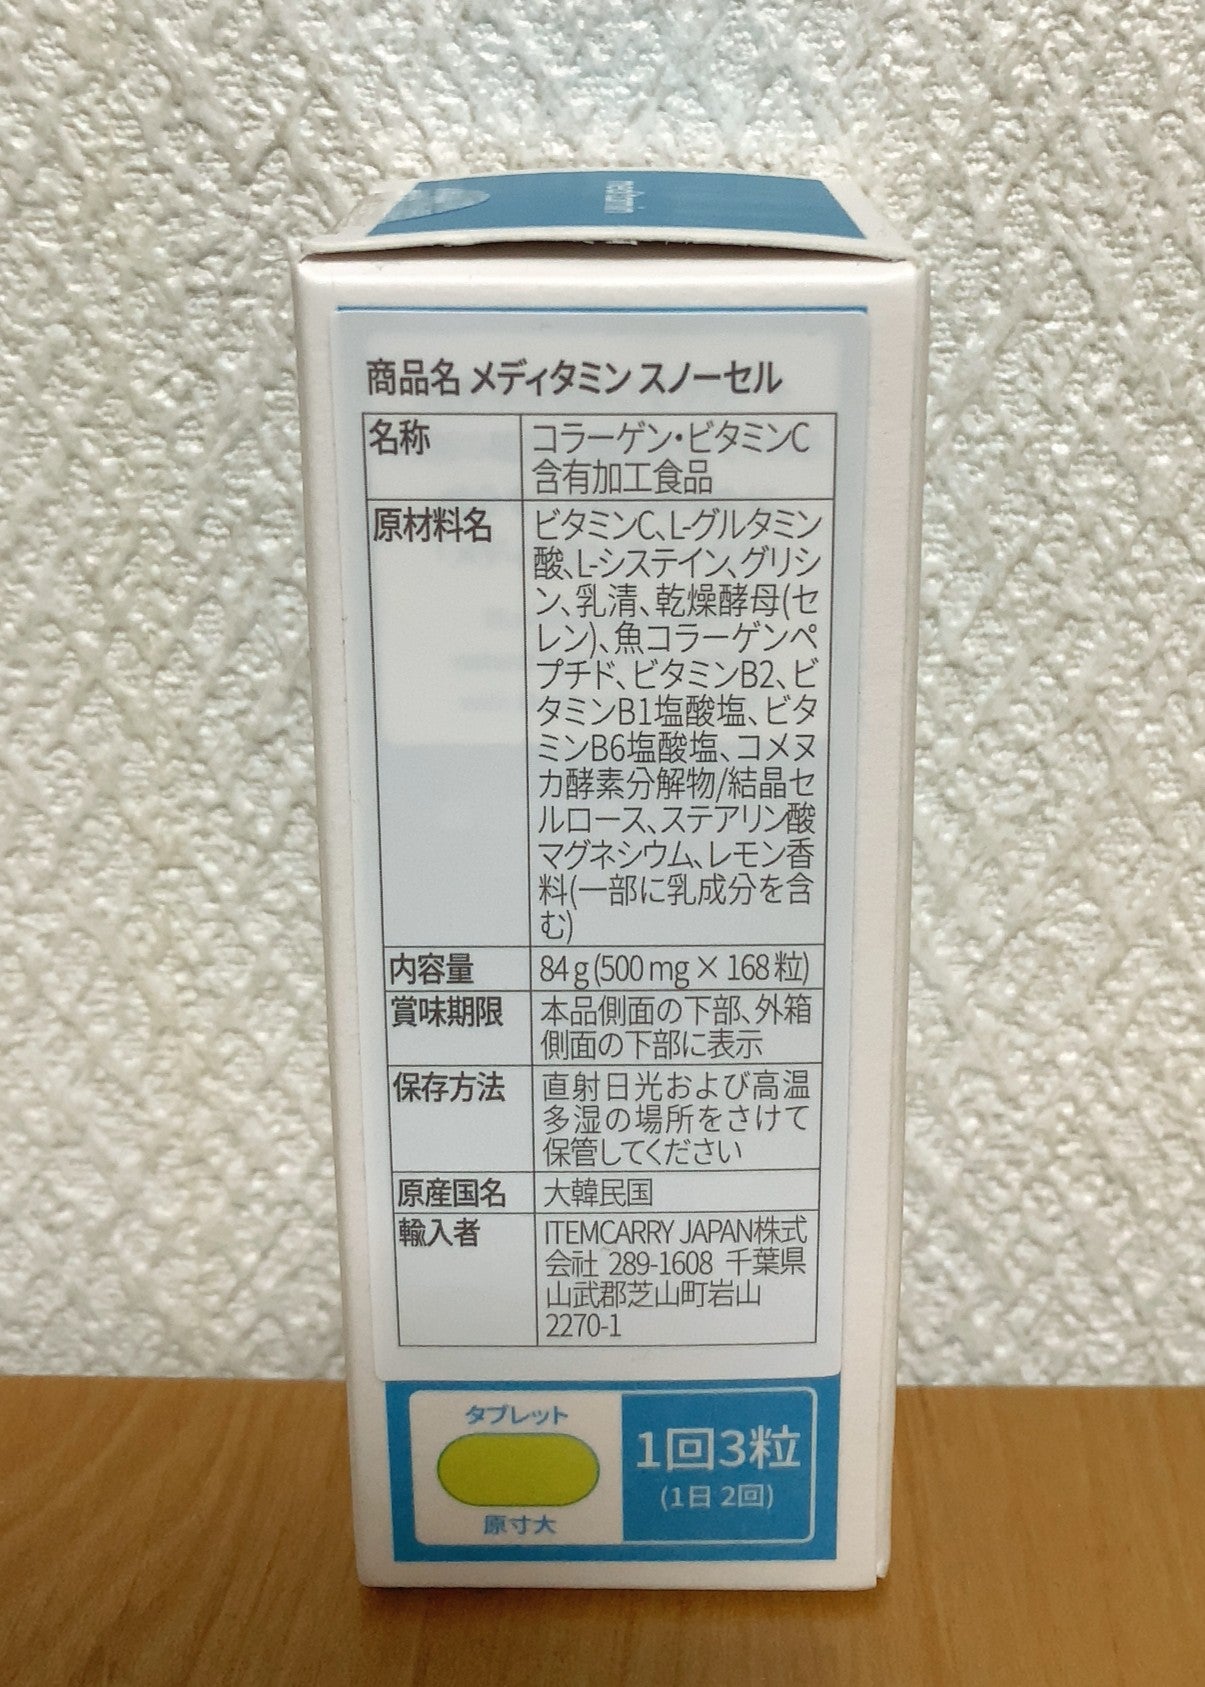 meditamin
商品名 メディタミン スノーセル
名称
コラーゲン・ビタミンC
含有加工食品
原材料名
ビタミンC、L-グルタミン
酸、L-システイン、グリシ
ン、乳清、乾燥酵母(セ
レン)、魚コラーゲンペ
プチド、ビタミンB2、ビ
タミンB1塩酸塩、ビタ
ミンB6塩酸塩、コメヌ
カ酵素分解物/結晶セ
ルロース、ステアリン酸
マグネシウム、レモン香
料(一部に乳成分を含
む)
内容量
84g(500mg×168粒)
賞味期限
本品側面の下部、外箱
側面の下部に表示
保存方法
直射日光および高温
多湿の場所をさけて
保管してください
原産国名
大韓民国
輸入者
ITEMCARRY JAPAN株式
会社 289-1608 千葉県
山武郡芝山町岩山
2270-1
タブレット
原寸大
1回3粒
(1日 2回)